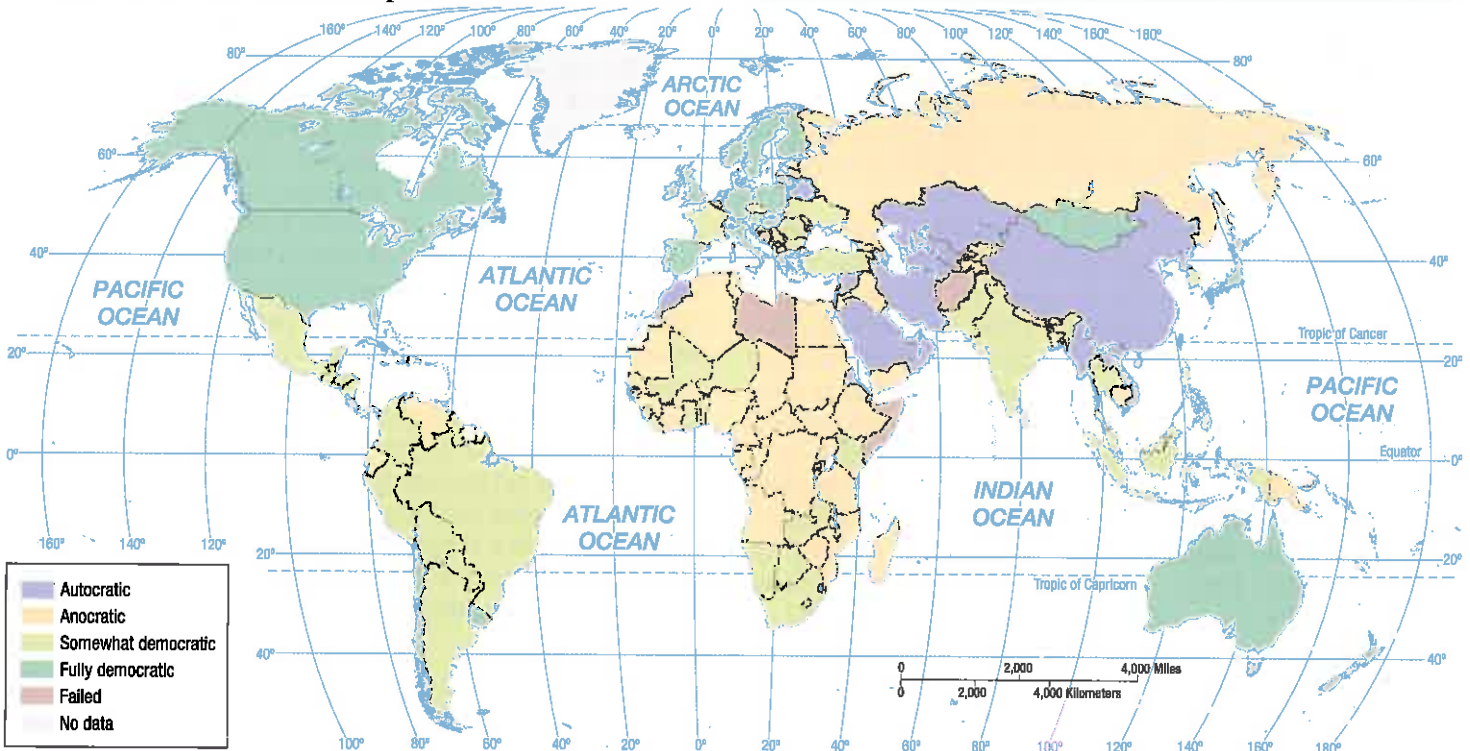 160° 140° 120° 100° 80° 60° 40° 20° 0° 20° 40° 60° 80° 100° 120° 140° 160° 180°
80° 80°
ARCTIC
OCEAN
60° 60°
40° 40°
PACIFIC
OCEAN
ATLANTIC
OCEAN
Tropic of Cancer
20° 20°
PACIFIC
OCEAN
Equator
0° 0°
INDIAN
OCEAN
ATLANTIC
OCEAN
160° 140° 120°
20° 20°
Tropic of Capricorn
40° 40°
0 2,000 4,000 Miles
0 2,000 4,000 Kilometers
Autocratic
Anocratic
Somewhat democratic
Fully democratic
Failed
No data
100° 80° 60° 40° 20° 0° 20° 40° 60° 80° 100° 120° 140° 160° 180°